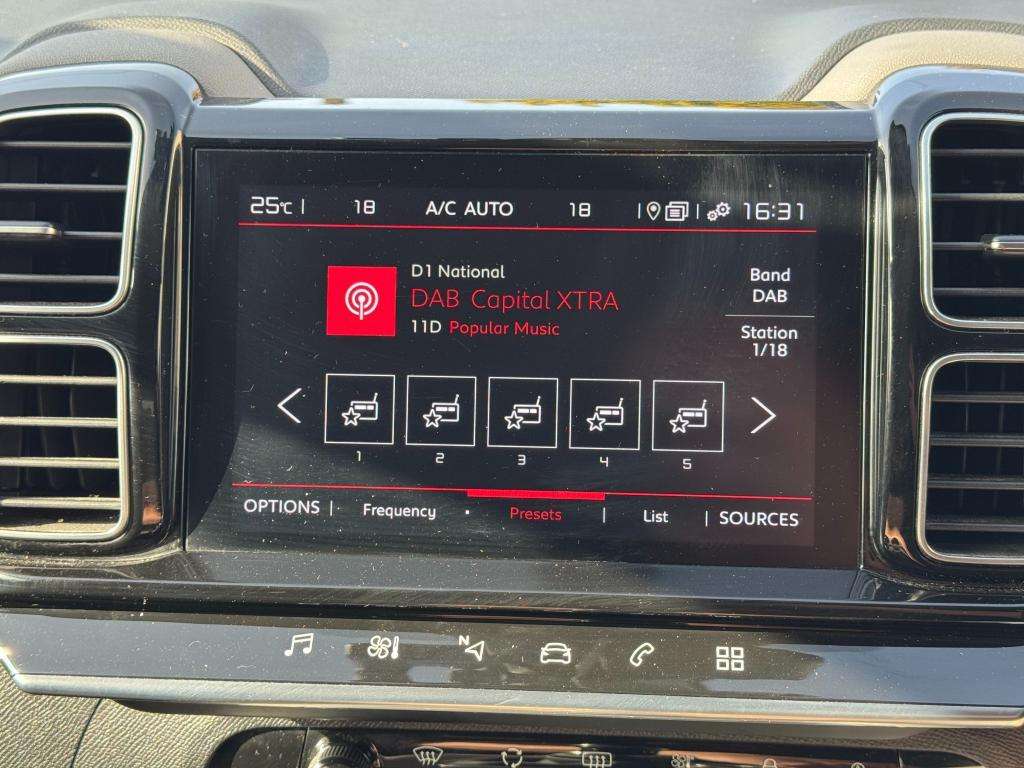 25°C | 18 A/C AUTO 18 16:31
D1 National
DAB Capital XTRA
11D Popular Music
Band
DAB
Station
1/18
1 2 3 4 5
OPTIONS | Frequency Presets | List | SOURCES
N